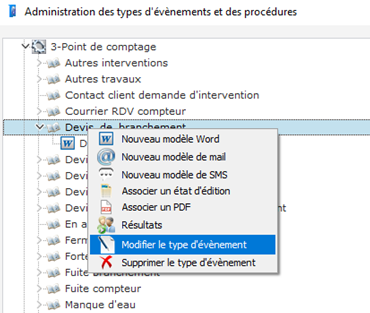 Administration des types d'évènements et des procédures
3-Point de comptage
Autres interventions
Autres travaux
Contact client demande d'intervention
Courrier RDV compteur
Devis de branchement
Nouveau modèle Word
Nouveau modèle de mail
Nouveau modèle de SMS
Associer un état d'édition
Associer un PDF
Résultats
Modifier le type d'évènement
Supprimer le type d'évènement
Fuite branchement
Fuite compteur
Manque d'eau